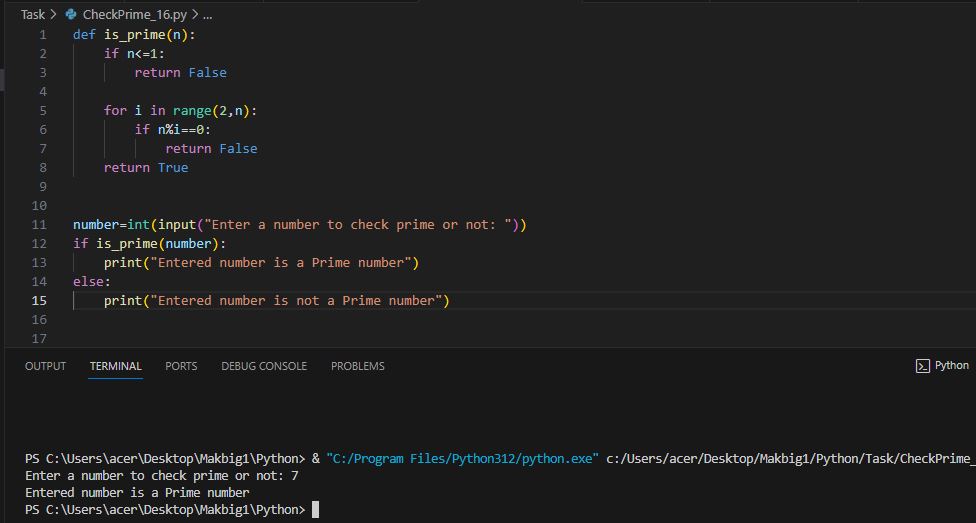 Task > CheckPrime_16.py > ...
1 def is_prime(n):
2     if n<=1:
3         return False
4
5     for i in range(2,n):
6         if n%i==0:
7             return False
8     return True
9
10
11 number=int(input("Enter a number to check prime or not: "))
12 if is_prime(number):
13     print("Entered number is a Prime number")
14 else:
15     print("Entered number is not a Prime number")
16
17
OUTPUT TERMINAL PORTS DEBUG CONSOLE PROBLEMS Python
PS C:\Users\acer\Desktop\Makbig1\Python> & "C:/Program Files/Python312/python.exe" c:/Users/acer/Desktop/Makbig1/Python/Task/CheckPrime_
Enter a number to check prime or not: 7
Entered number is a Prime number
PS C:\Users\acer\Desktop\Makbig1\Python>